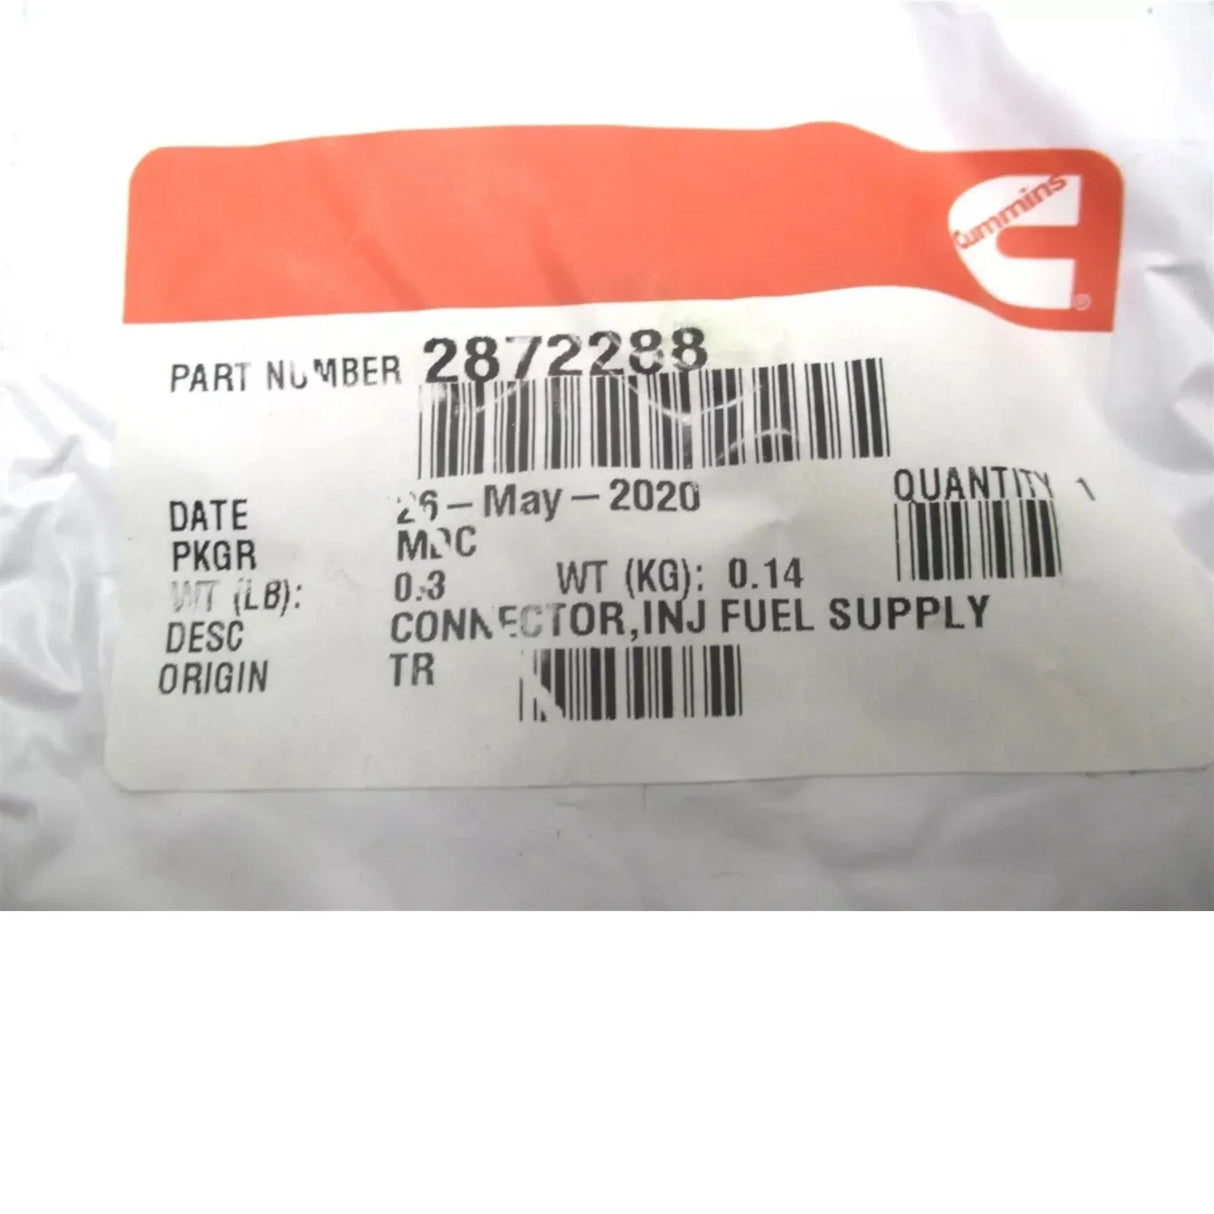 Cummins
®
PART NUMBER 2872288
DATE 26-May-2020
QUANTITY 1
PKGR MDC
WT (LB): 0.3 WT (KG): 0.14
DESC CONNECTOR,INJ FUEL SUPPLY
ORIGIN TR